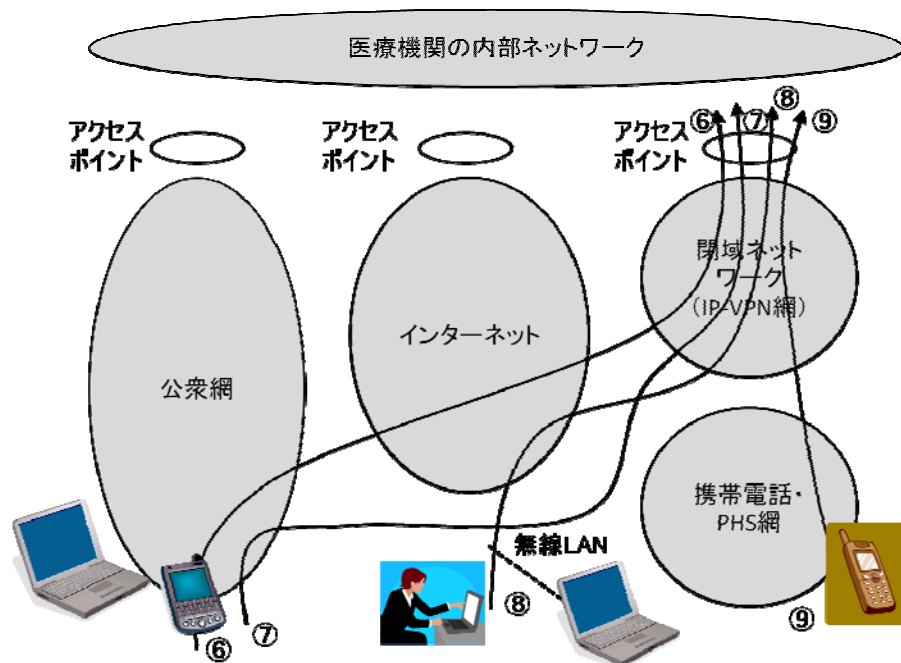 医療機関の内部ネットワーク
アクセス
ポイント
アクセス
ポイント
アクセス
ポイント
⑥
⑦
⑧
⑨
閉域ネット
ワーク
(IP-VPN網)
インターネット
公衆網
携帯電話・
PHS網
無線LAN
⑥
⑦
⑧
⑨